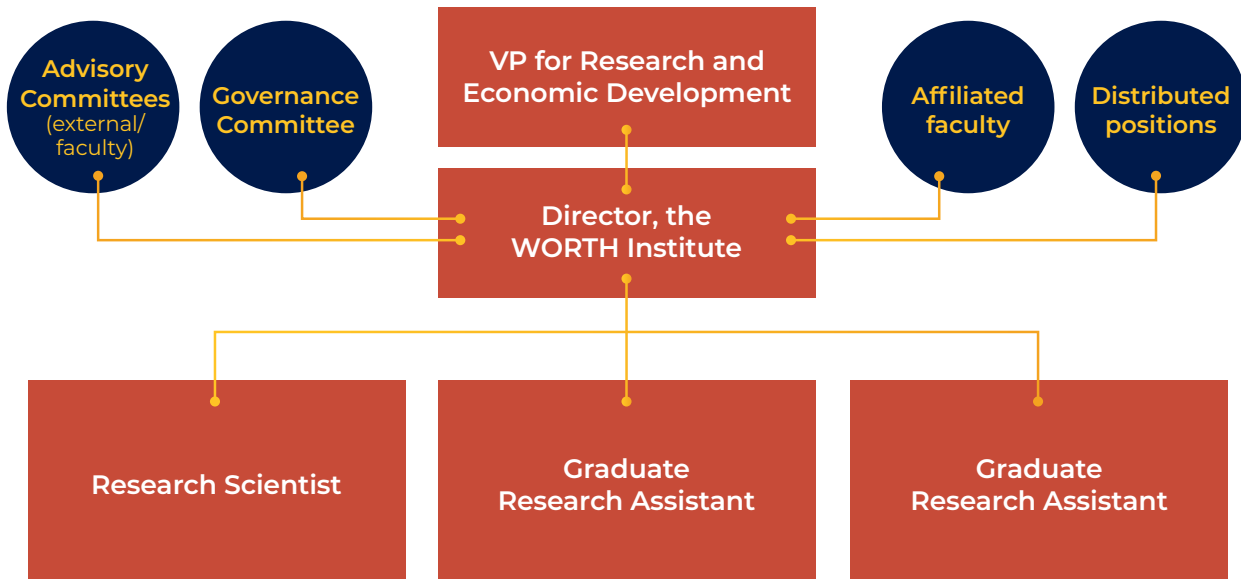 Advisory
Committees
(external/
faculty)
Governance
Committee
VP for Research and
Economic Development
Affiliated
faculty
Distributed
positions
Director, the
WORTH Institute
Research Scientist
Graduate
Research Assistant
Graduate
Research Assistant